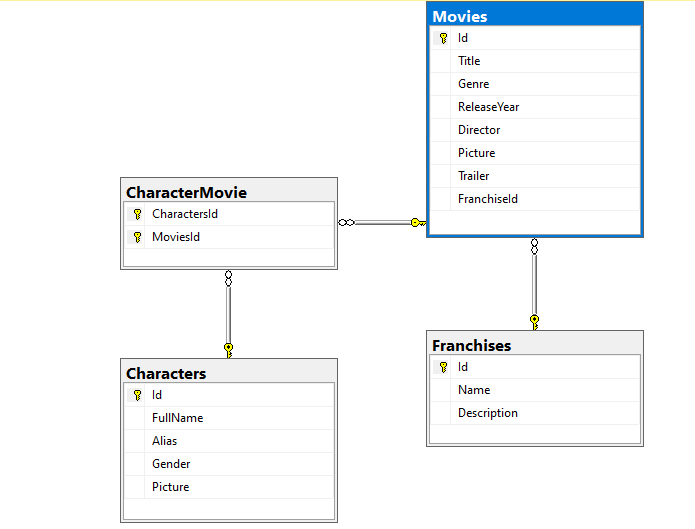 Movies
Id
Title
Genre
ReleaseYear
Director
Picture
Trailer
FranchiseId
CharacterMovie
CharactersId
MoviesId
Characters
Id
FullName
Alias
Gender
Picture
Franchises
Id
Name
Description